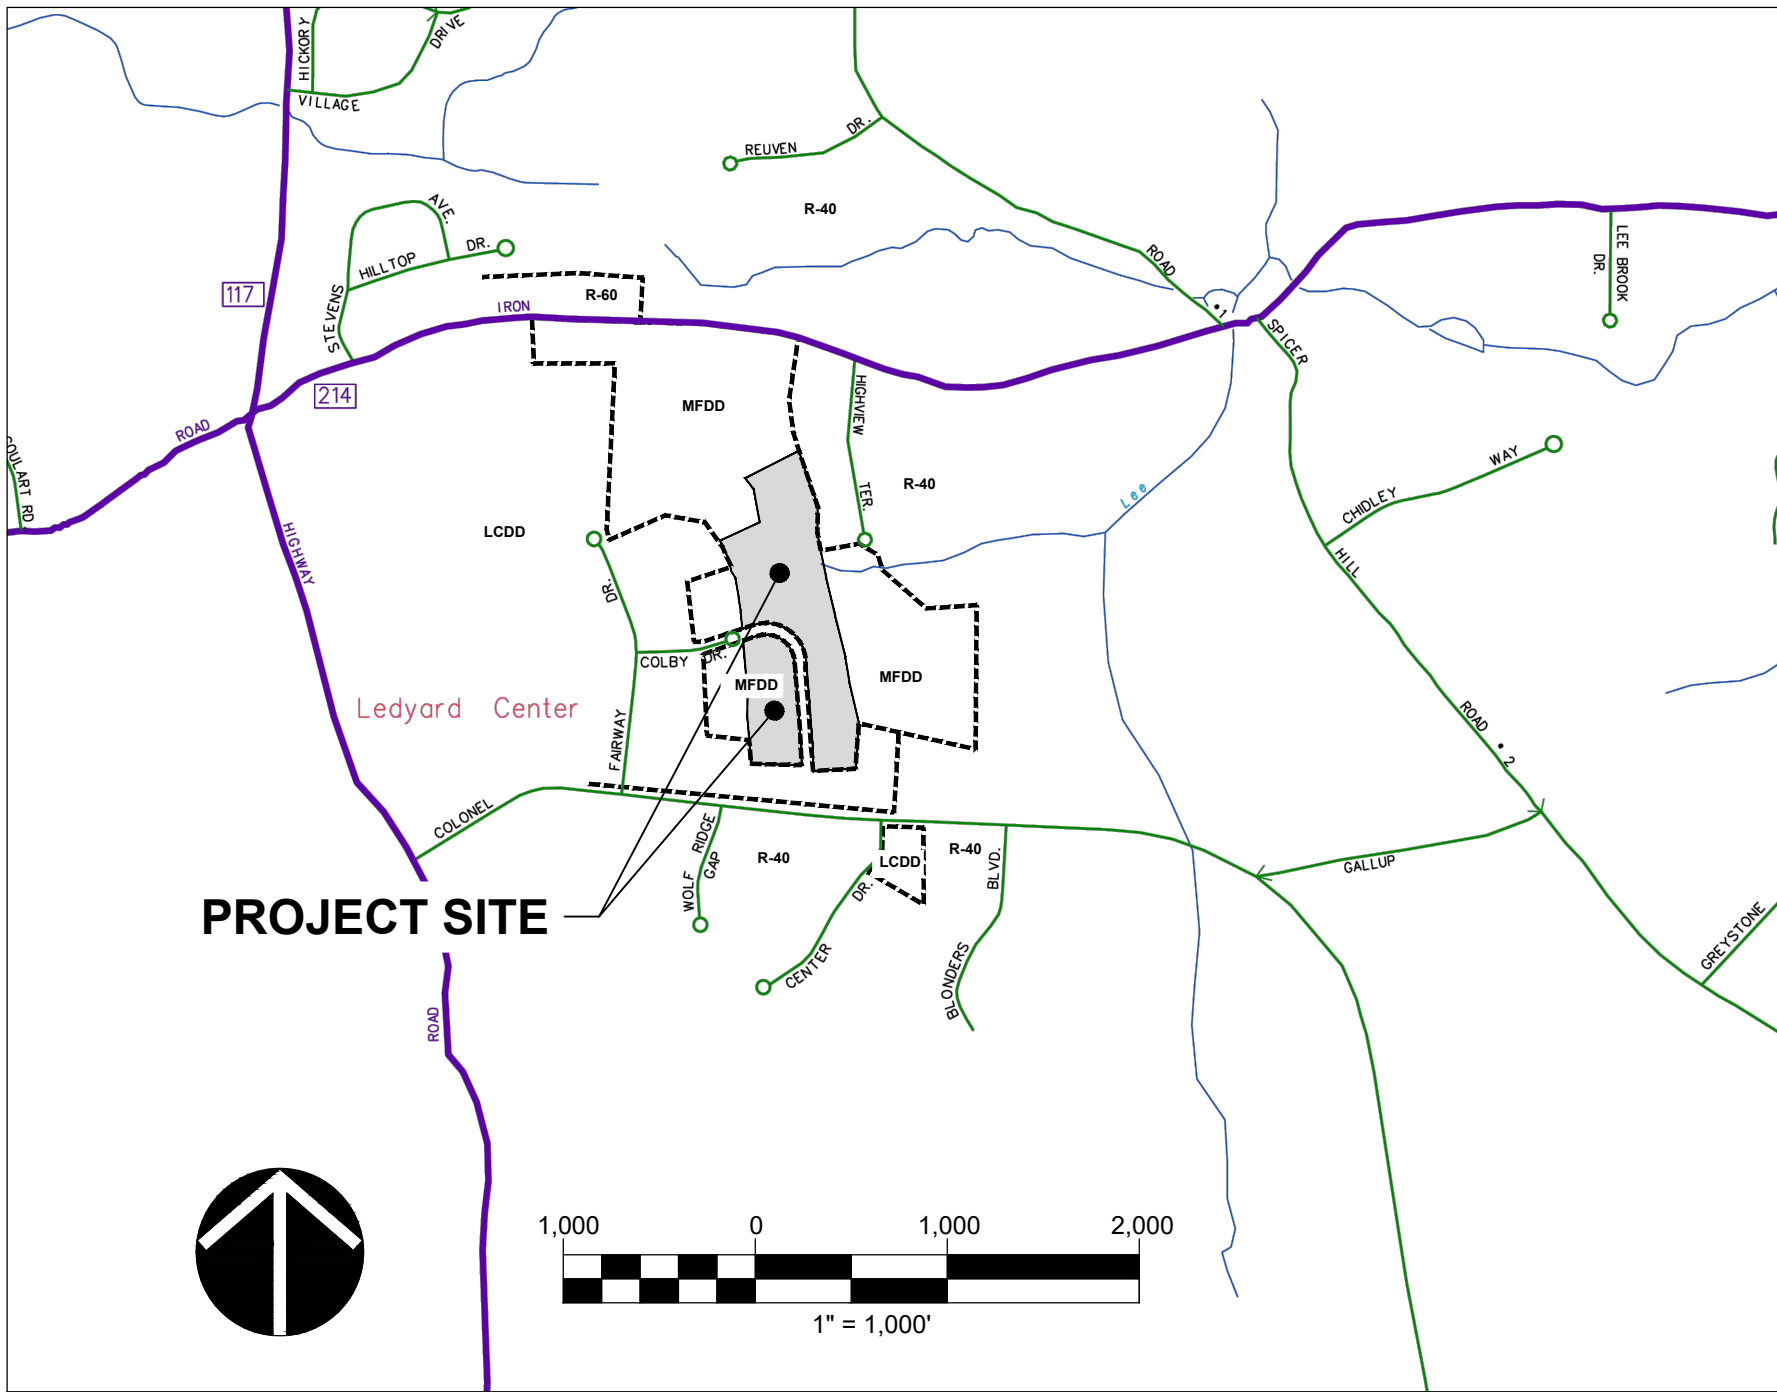 HICKORY
DRIVE
VILLAGE
REUVEN DR.
R-40
AVE.
HILLTOP DR.
STEVENS
117
R-60
IRON
ROAD
1
LEE BROOK
DR.
SPICER
214
ROAD
MFDD
HIGHVIEW
TER.
R-40
Lee
CHIDLEY WAY
OULART RD
HIGHWAY
LCDD
DR.
HILL
COLBY DR.
MFDD
MFDD
Ledyard Center
FAIRWAY
ROAD
2
COLONEL
WOLF RIDGE
GAP
R-40
LCDD
R-40
BLVD.
GALLUP
DR.
PROJECT SITE
CENTER
BLONDERS
GREYSTONE
ROAD
1,000 0 1,000 2,000
1" = 1,000'